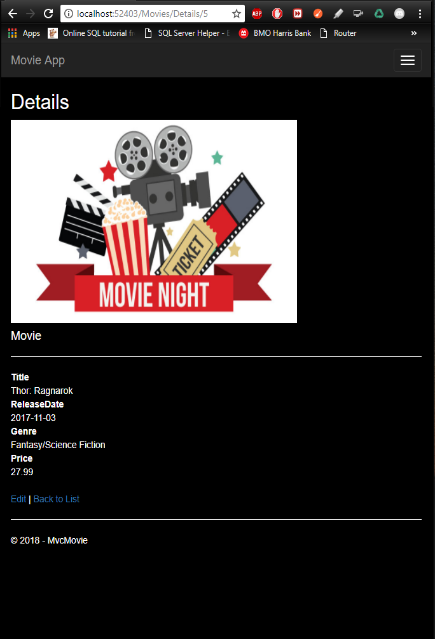 localhost:52403/Movies/Details/5
Apps Online SQL tutorial fr SQL Server Helper - BMO Harris Bank Router »
Movie App
Details
TICKET
MOVIE NIGHT
Movie
Title
Thor: Ragnarok
ReleaseDate
2017-11-03
Genre
Fantasy/Science Fiction
Price
27.99
Edit | Back to List
© 2018 - MvcMovie